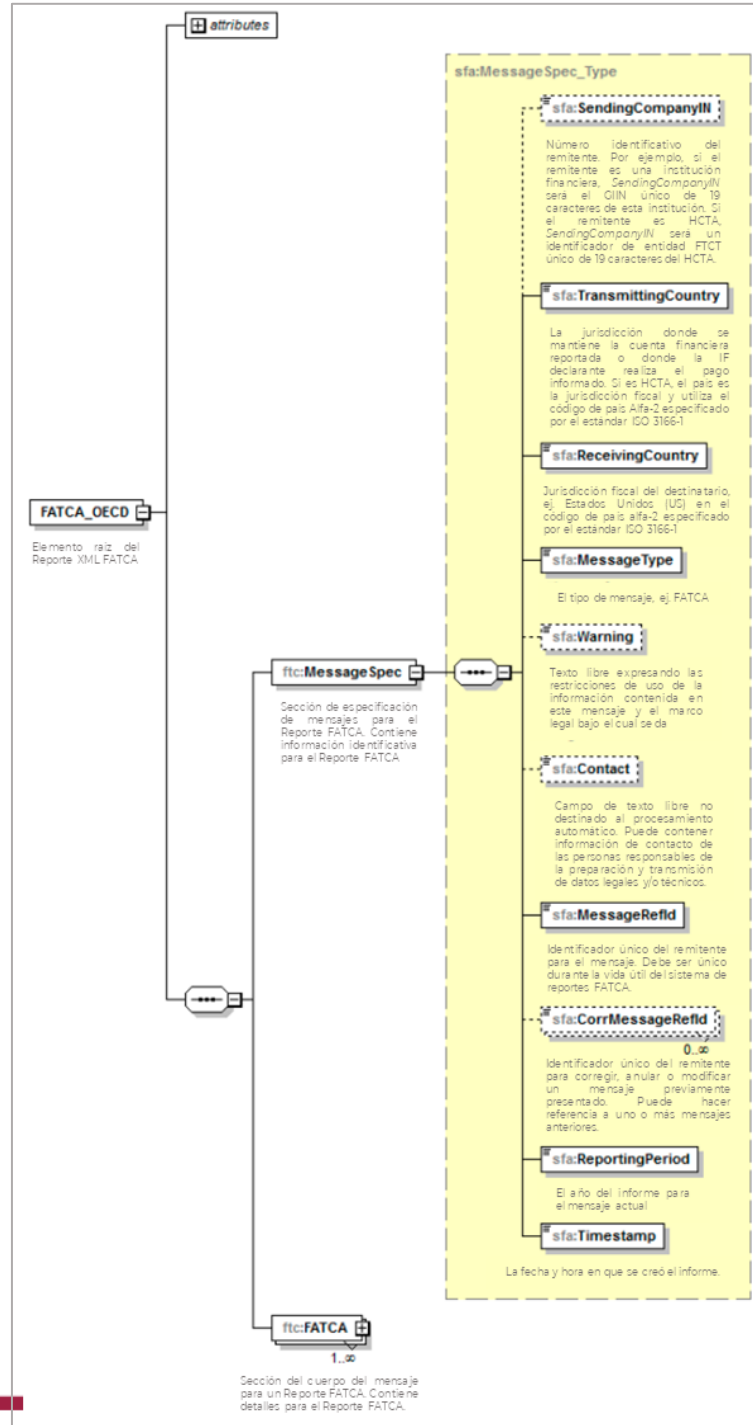 attributes
sfa:MessageSpec_Type
sfa:SendingCompanyIN
Número identificativo del
remitente. Por ejemplo, si el
remitente es una institución
financiera, SendingCompanyIN
será el GIIN único de 19
caracteres de esta institución. Si
el remitente es HCTA,
SendingCompanyIN será un
identificador de entidad FTCT
único de 19 caracteres del HCTA.
sfa:TransmittingCountry
La jurisdicción donde se
mantiene la cuenta financiera
reportada o donde la IF
declarante realiza el pago
informado. Si es HCTA, el país es
la jurisdicción fiscal y utiliza el
código de país Alfa-2 especificado
por el estándar ISO 3166-1
sfa:ReceivingCountry
Jurisdicción fiscal del destinatario,
ej. Estados Unidos (US) en el
código de país alfa-2 especificado
por el estándar ISO 3166-1
FATCA_OECD
Elemento raíz del
Reporte XML FATCA
sfa:MessageType
El tipo de mensaje, ej. FATCA
sfa:Warning
Texto libre expresando las
restricciones de uso de la
información contenida en
este mensaje y el marco
legal bajo el cual se da
ftc:MessageSpec
Sección de especificación
de mensajes para el
Reporte FATCA. Contiene
información identificativa
para el Reporte FATCA
sfa:Contact
Campo de texto libre no
destinado al procesamiento
automático. Puede contener
información de contacto de
las personas responsables de
la preparación y transmisión
de datos legales y/o técnicos.
sfa:MessageRefId
Identificador único del remitente
para el mensaje. Debe ser único
durante la vida útil del sistema de
reportes FATCA.
sfa:CorrMessageRefId
0..∞
Identificador único del remitente
para corregir, anular o modificar
un mensaje previamente
presentado. Puede hacer
referencia a uno o más mensajes
anteriores.
sfa:ReportingPeriod
El año del informe para
el mensaje actual
sfa:Timestamp
La fecha y hora en que se creó el informe.
ftc:FATCA
1..∞
Sección del cuerpo del mensaje
para un Reporte FATCA. Contiene
detalles para el Reporte FATCA.